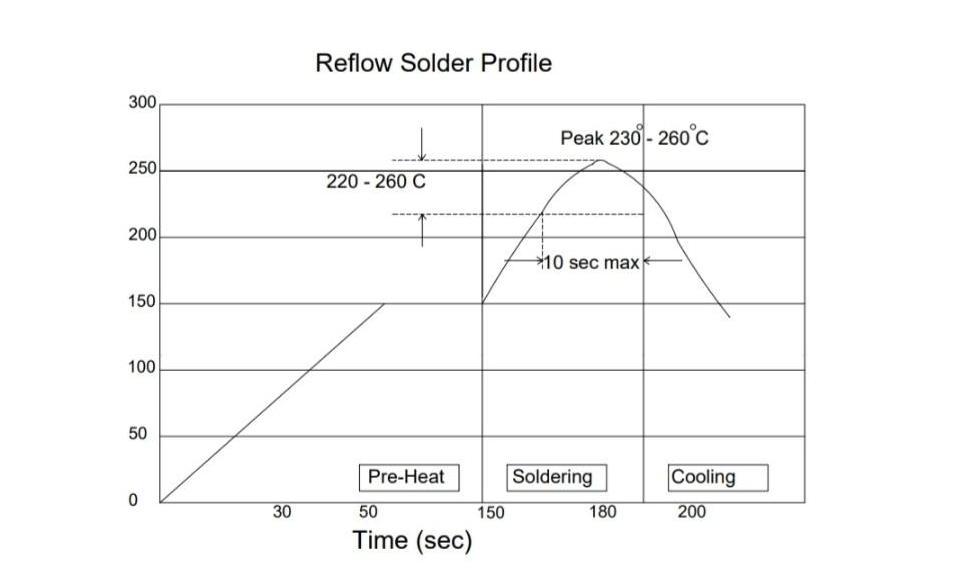 Reflow Solder Profile
300
Peak 230° - 260°C
250
220 - 260 C
200
10 sec max
150
100
50
Pre-Heat
Soldering
Cooling
0
30
50
150
180
200
Time (sec)